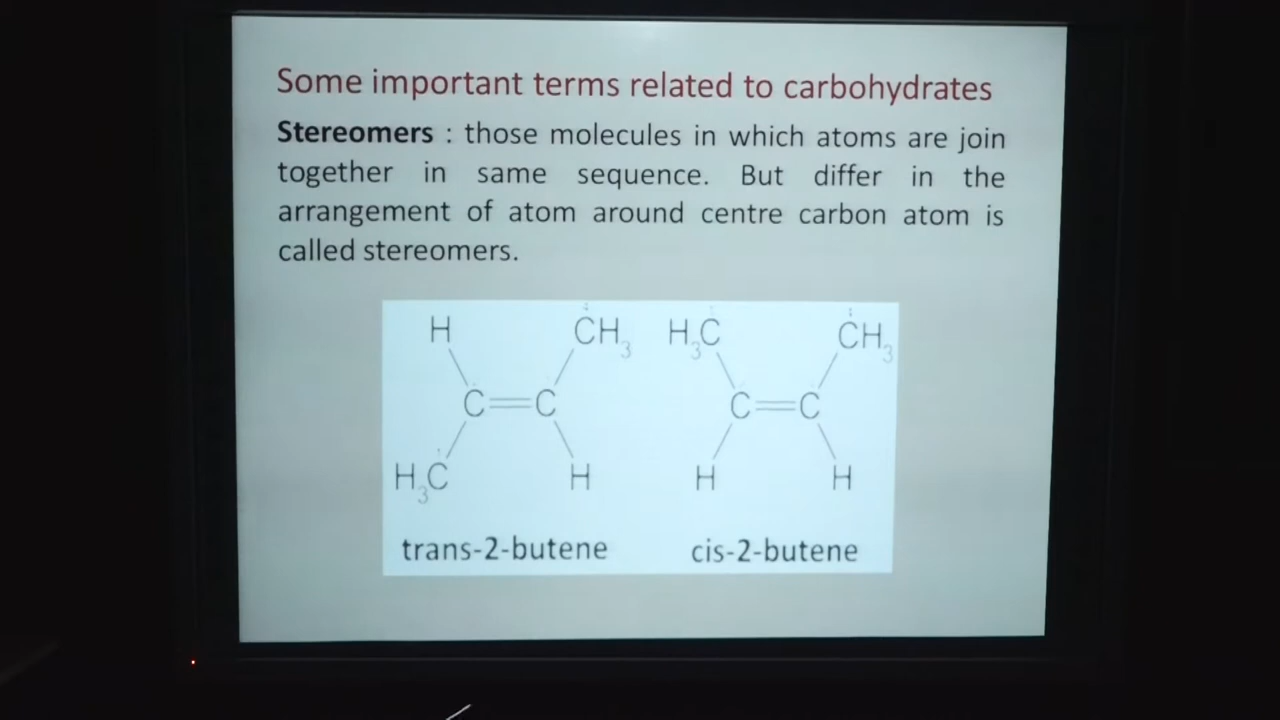 Some important terms related to carbohydrates
Stereomers : those molecules in which atoms are join
together in same sequence. But differ in the
arrangement of atom around centre carbon atom is
called stereomers.
H CH3 H3C CH3
C=C C=C
H3C H H H
trans-2-butene cis-2-butene